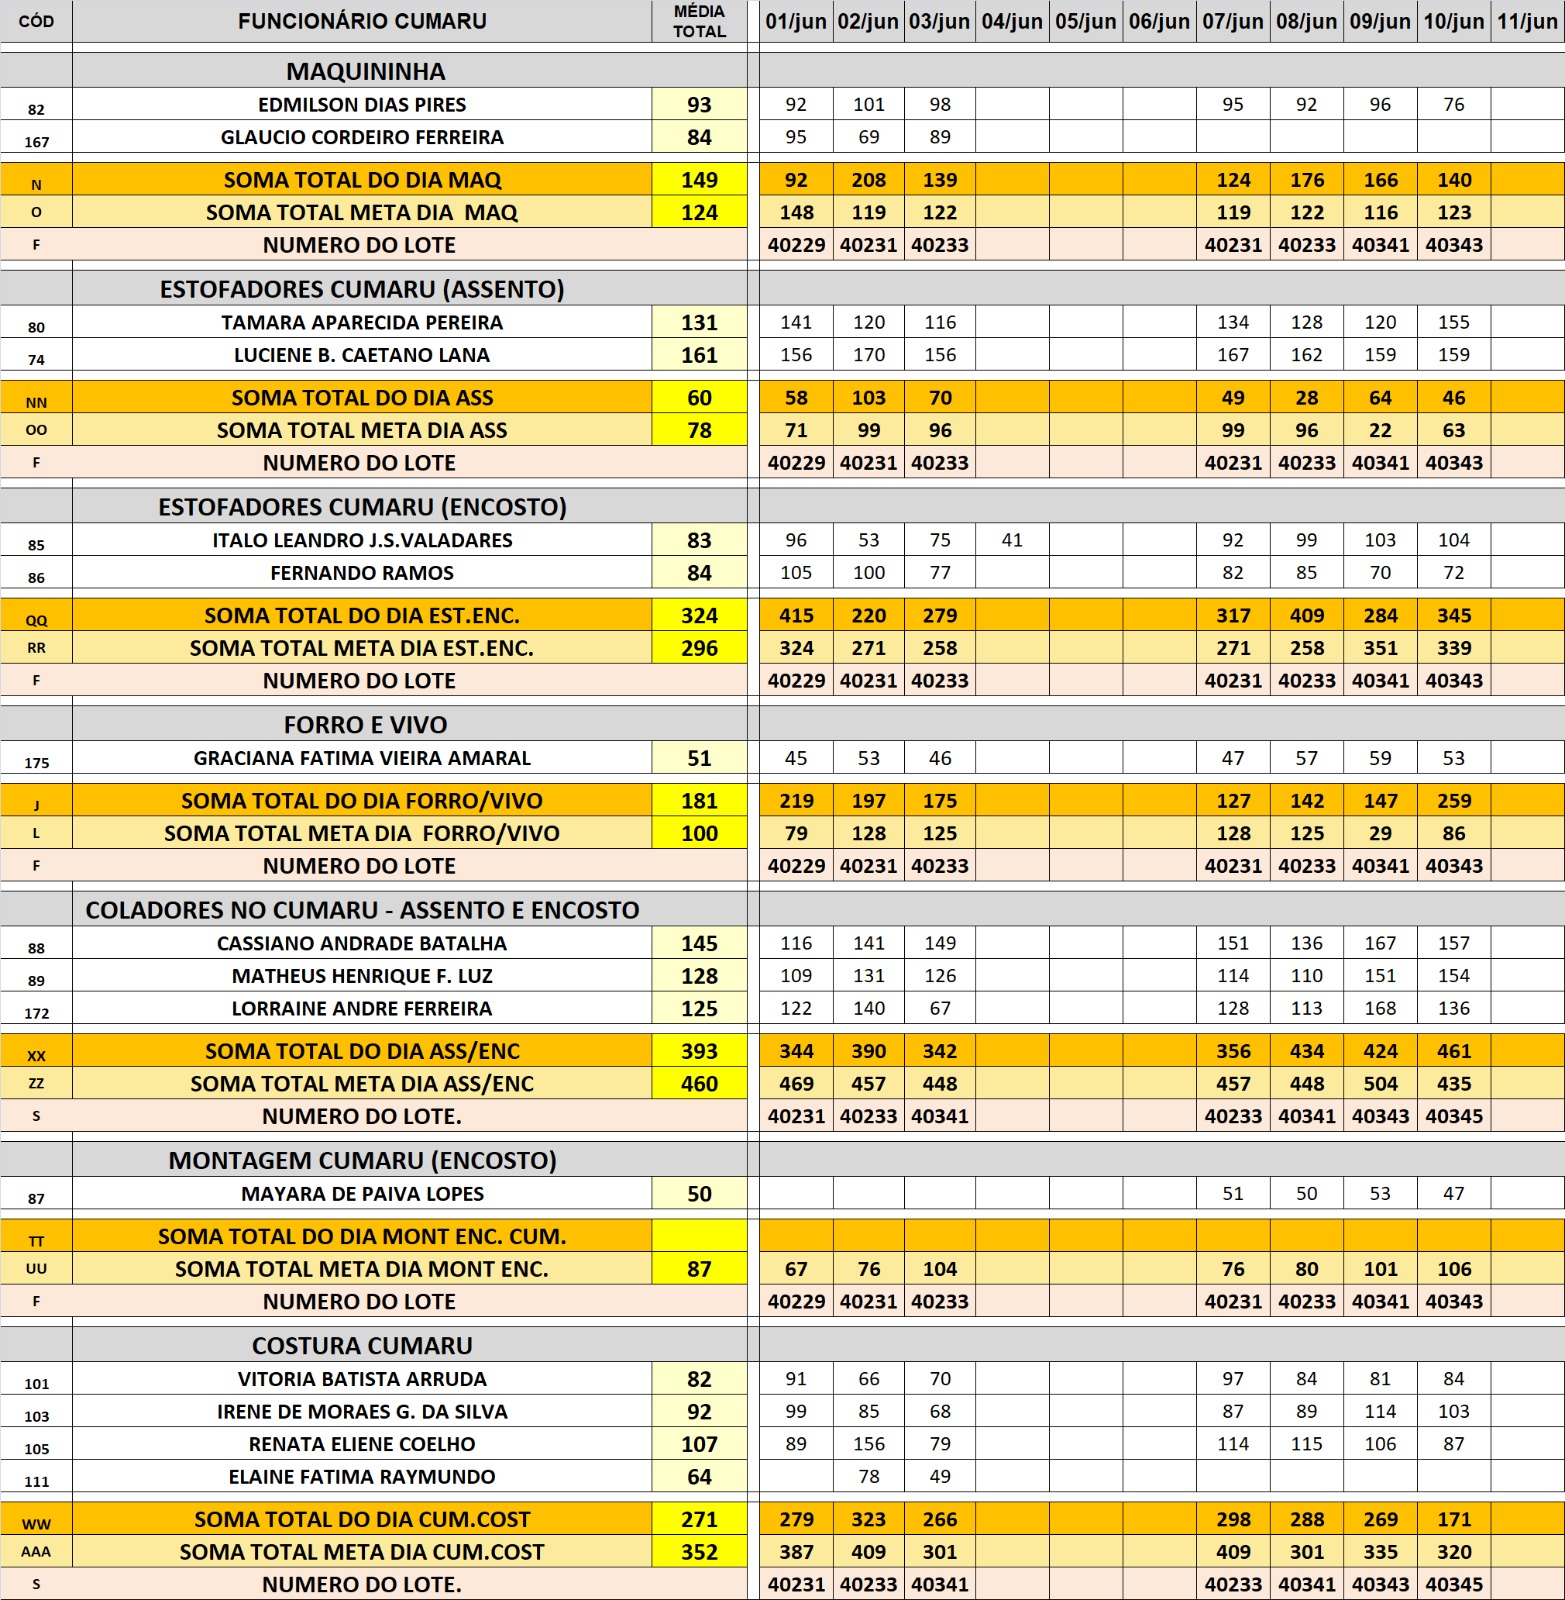 CÓD FUNCIONÁRIO CUMARU MÉDIA TOTAL 01/jun 02/jun 03/jun 04/jun 05/jun 06/jun 07/jun 08/jun 09/jun 10/jun 11/jun
MAQUININHA
82 EDMILSON DIAS PIRES 93 92 101 98 95 92 96 76
167 GLAUCIO CORDEIRO FERREIRA 84 95 69 89
N SOMA TOTAL DO DIA MAQ 149 92 208 139 124 176 166 140
O SOMA TOTAL META DIA MAQ 124 148 119 122 119 122 116 123
F NUMERO DO LOTE 40229 40231 40233 40231 40233 40341 40343
ESTOFADORES CUMARU (ASSENTO)
80 TAMARA APARECIDA PEREIRA 131 141 120 116 134 128 120 155
74 LUCIENE B. CAETANO LANA 161 156 170 156 167 162 159 159
NN SOMA TOTAL DO DIA ASS 60 58 103 70 49 28 64 46
OO SOMA TOTAL META DIA ASS 78 71 99 96 99 96 22 63
F NUMERO DO LOTE 40229 40231 40233 40231 40233 40341 40343
ESTOFADORES CUMARU (ENCOSTO)
85 ITALO LEANDRO J.S.VALADARES 83 96 53 75 41 92 99 103 104
86 FERNANDO RAMOS 84 105 100 77 82 85 70 72
QQ SOMA TOTAL DO DIA EST.ENC. 324 415 220 279 317 409 284 345
RR SOMA TOTAL META DIA EST.ENC. 296 324 271 258 271 258 351 339
F NUMERO DO LOTE 40229 40231 40233 40231 40233 40341 40343
FORRO E VIVO
175 GRACIANA FATIMA VIEIRA AMARAL 51 45 53 46 47 57 59 53
J SOMA TOTAL DO DIA FORRO/VIVO 181 219 197 175 127 142 147 259
L SOMA TOTAL META DIA FORRO/VIVO 100 79 128 125 128 125 29 86
F NUMERO DO LOTE 40229 40231 40233 40231 40233 40341 40343
COLADORES NO CUMARU - ASSENTO E ENCOSTO
88 CASSIANO ANDRADE BATALHA 145 116 141 149 151 136 167 157
89 MATHEUS HENRIQUE F. LUZ 128 109 131 126 114 110 151 154
172 LORRAINE ANDRE FERREIRA 125 122 140 67 128 113 168 136
XX SOMA TOTAL DO DIA ASS/ENC 393 344 390 342 356 434 424 461
ZZ SOMA TOTAL META DIA ASS/ENC 460 469 457 448 457 448 504 435
S NUMERO DO LOTE. 40231 40233 40341 40233 40341 40343 40345
MONTAGEM CUMARU (ENCOSTO)
87 MAYARA DE PAIVA LOPES 50 51 50 53 47
TT SOMA TOTAL DO DIA MONT ENC. CUM.
UU SOMA TOTAL META DIA MONT ENC. 87 67 76 104 76 80 101 106
F NUMERO DO LOTE 40229 40231 40233 40231 40233 40341 40343
COSTURA CUMARU
101 VITORIA BATISTA ARRUDA 82 91 66 70 97 84 81 84
103 IRENE DE MORAES G. DA SILVA 92 99 85 68 87 89 114 103
105 RENATA ELIENE COELHO 107 89 156 79 114 115 106 87
111 ELAINE FATIMA RAYMUNDO 64 78 49
WW SOMA TOTAL DO DIA CUM.COST 271 279 323 266 298 288 269 171
AAA SOMA TOTAL META DIA CUM.COST 352 387 409 301 409 301 335 320
S NUMERO DO LOTE. 40231 40233 40341 40233 40341 40343 40345